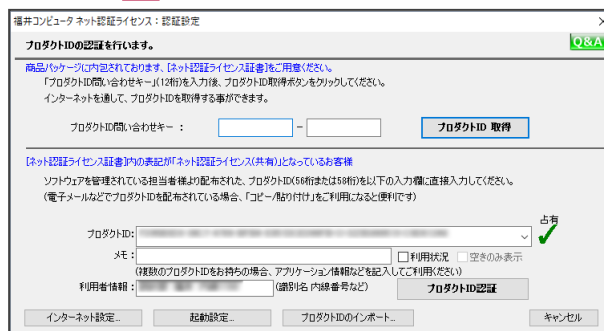 福井コンピュータ ネット認証ライセンス：認証設定
プロダクトIDの認証を行います。
Q&A
商品パッケージに内包されております、[ネット認証ライセンス証書]をご用意ください。
「プロダクトID問い合わせキー」(12桁)を入力後、プロダクトID取得ボタンをクリックしてください。
インターネットを通して、プロダクトIDを取得する事ができます。
プロダクトID問い合わせキー ： － プロダクトID 取得
[ネット認証ライセンス証書]内の表記が「ネット認証ライセンス(共有)」となっているお客様
ソフトウェアを管理されている担当者様より配布された、プロダクトID(56桁または58桁)を以下の入力欄に直接入力してください。
(電子メールなどでプロダクトIDを配布されている場合、「コピー/貼り付け」をご利用になると便利です)
占有
プロダクトID:
メモ： 利用状況 空きのみ表示
(複数のプロダクトIDをお持ちの場合、アプリケーション情報などを記入してご利用ください)
利用者情報： (識別名 内線番号など) プロダクトID認証
インターネット設定... 起動設定... プロダクトIDのインポート... キャンセル